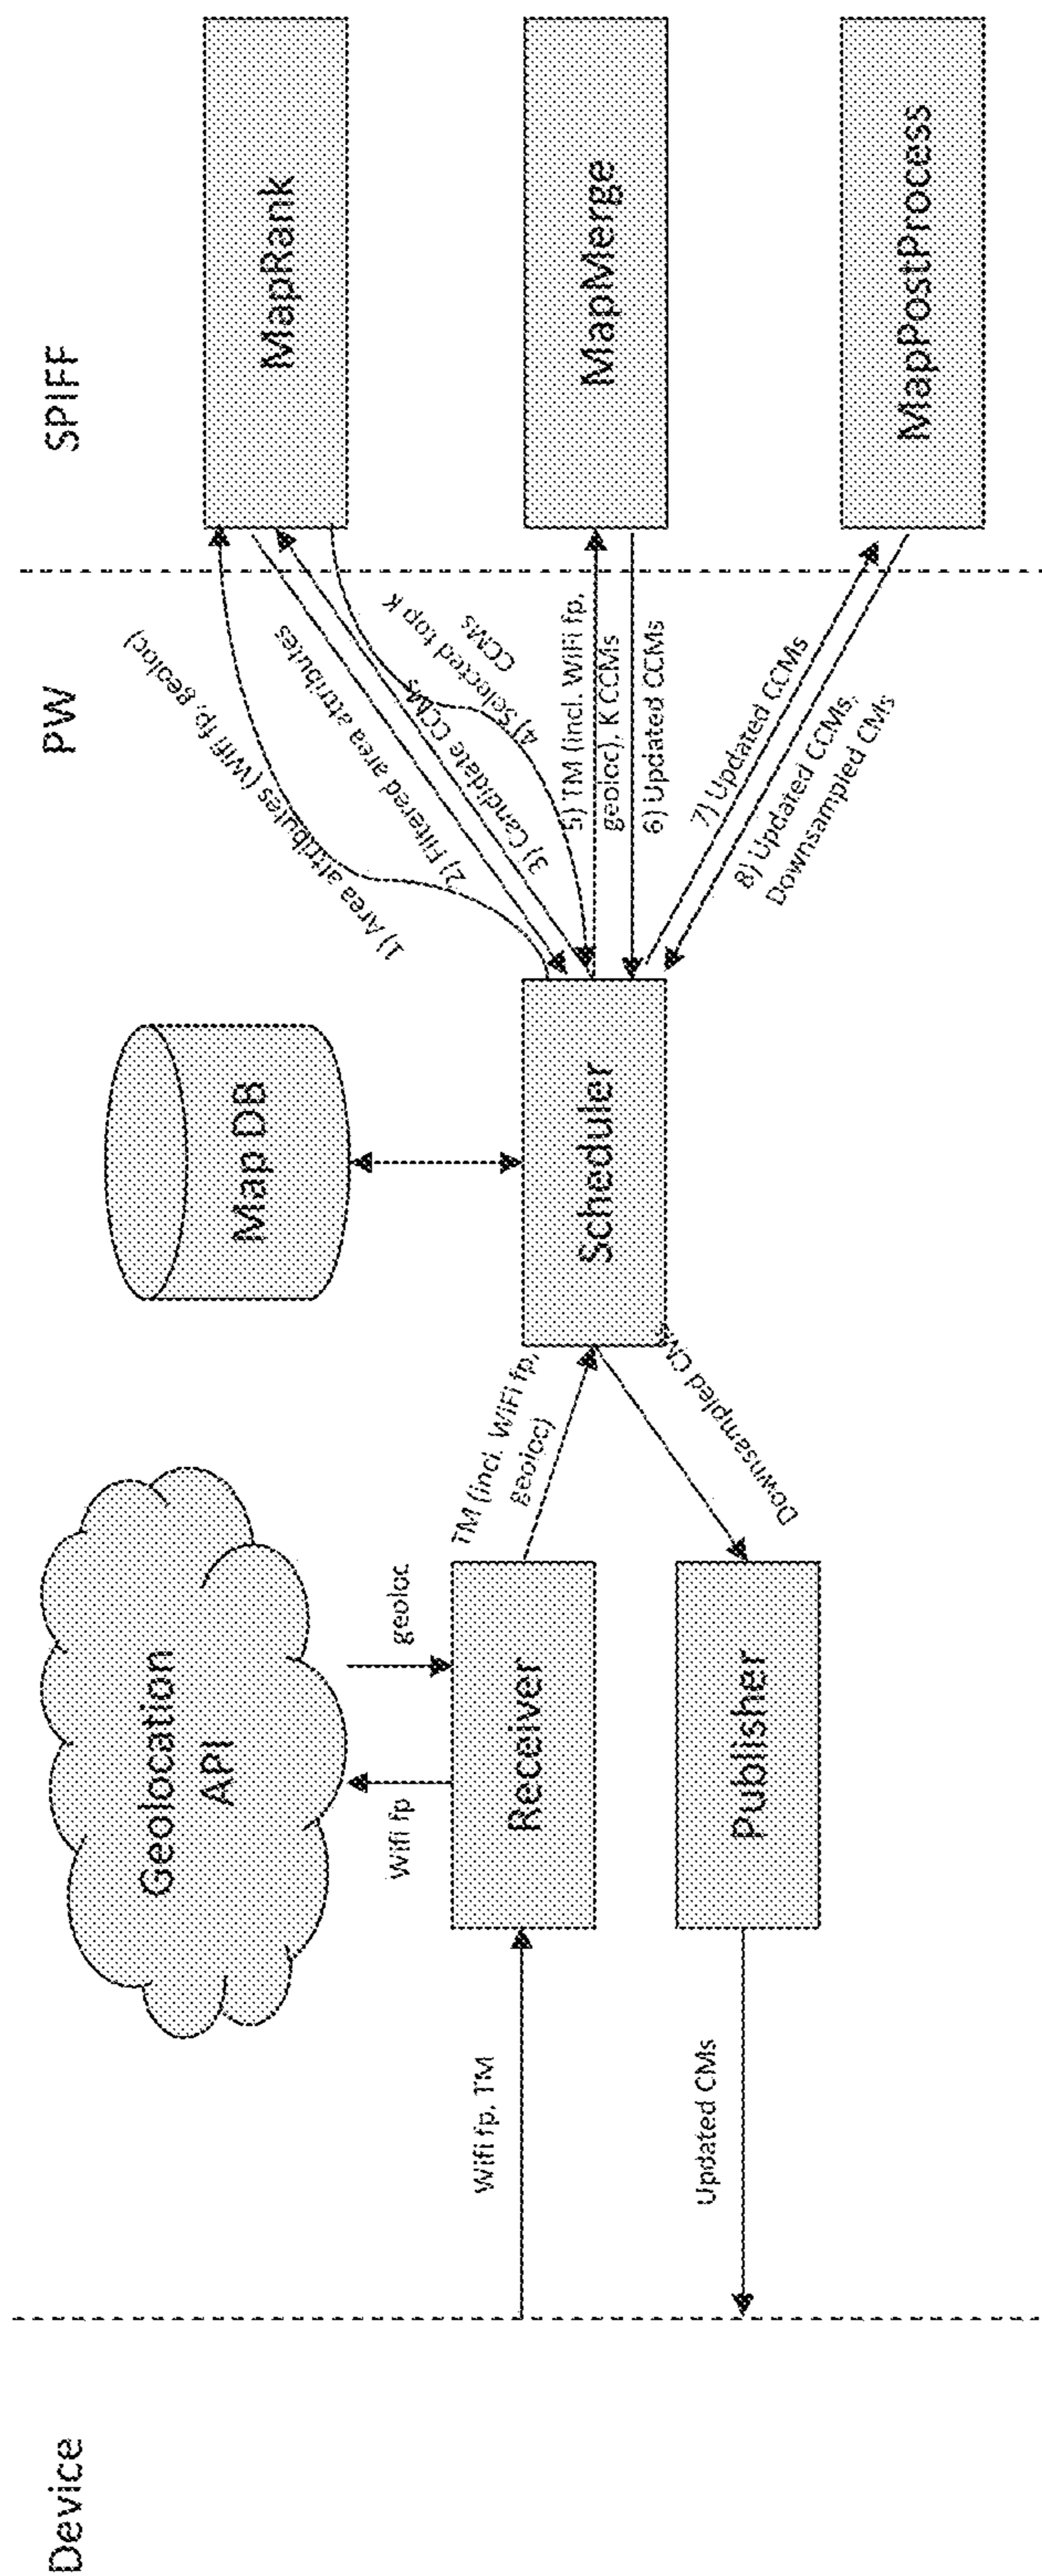 Device
PW
SPIFF
Geolocation
API
Map DB
Wifi fp
geoloc
Wifi fp, TM
Receiver
TM (incl. WiFi fp,
geoloc)
Scheduler
Updated CMs
Publisher
Downsampled CMs
1) Area attributes (Wifi fp, geoloc)
2) Filtered area attributes
3) Candidate CCMs
4) Selected top K
CCMs
5) TM (incl. WiFi fp,
geoloc), K CCMs
6) Updated CCMs
7) Updated CCMs
8) Updated CCMs,
Downsampled CMs
MapRank
MapMerge
MapPostProcess